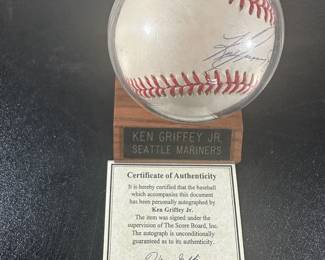 KEN GRIFFEY JR.
SEATTLE MARINERS
Certificate of Authenticity
It is hereby certified that the baseball
which accompanies this document
has been personally autographed by
Ken Griffey Jr.
The item was signed under the
supervision of The Score Board, Inc.
The autograph is unconditionally
guaranteed as to its authenticity.